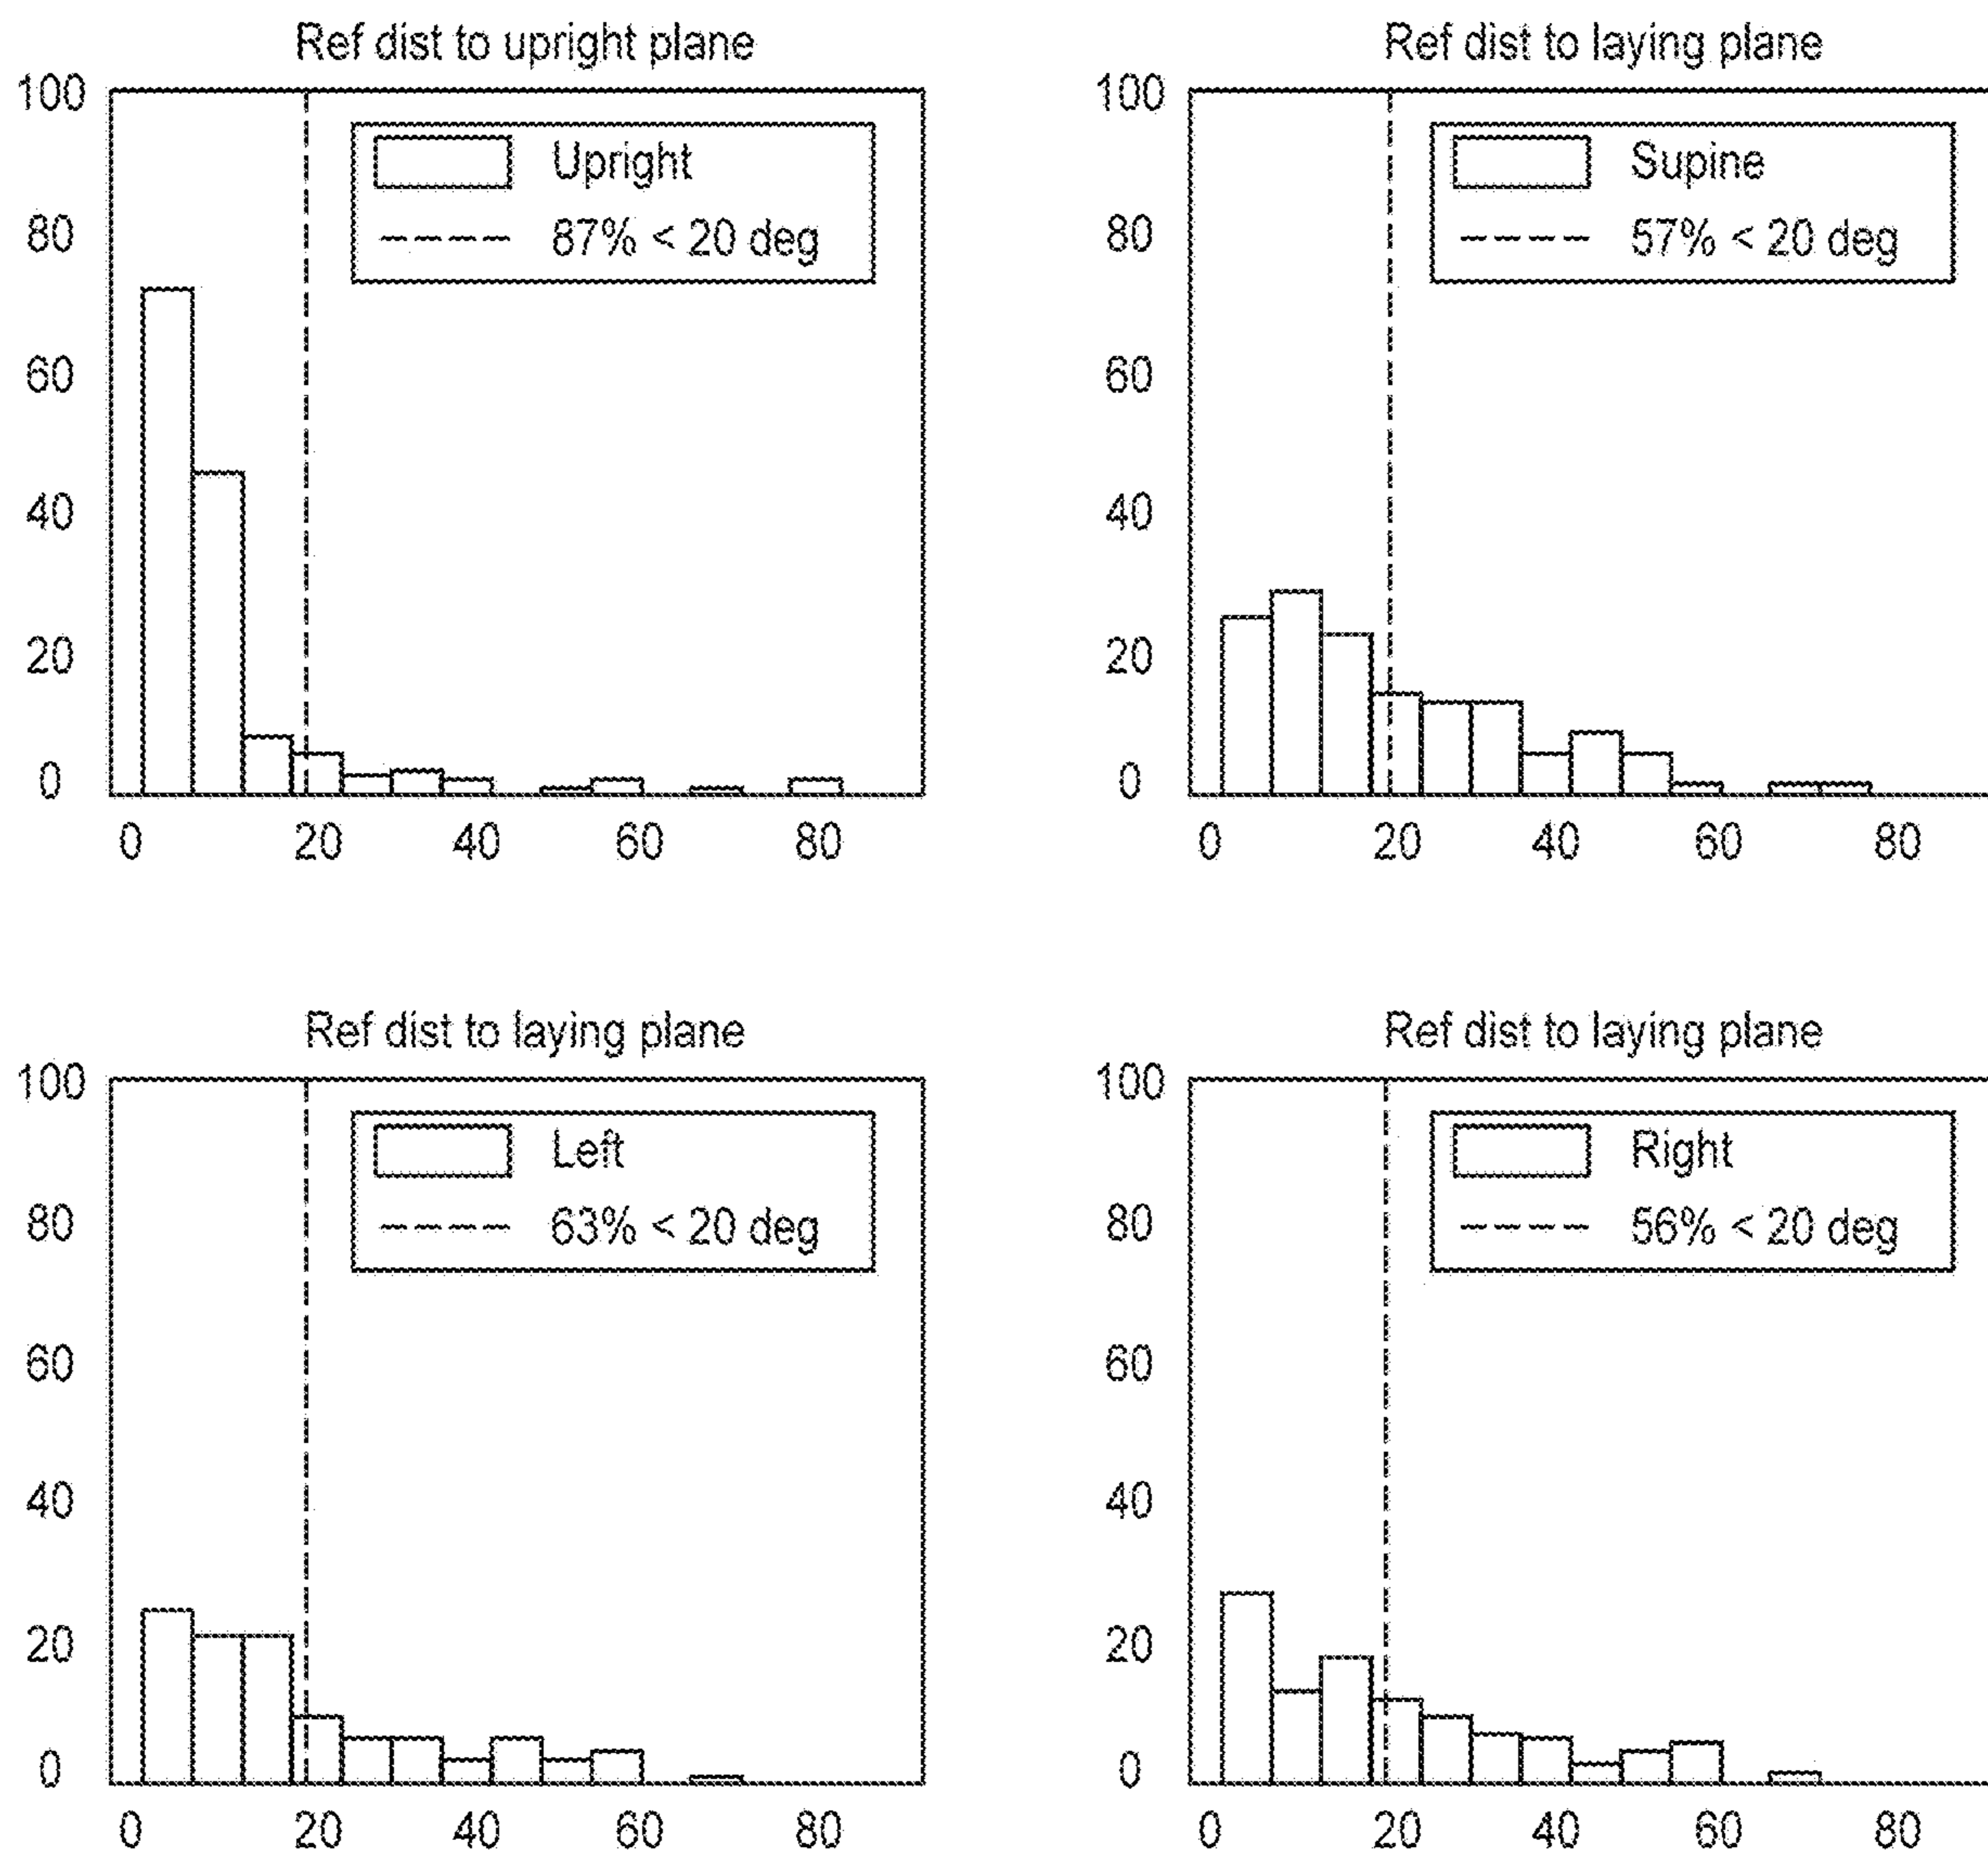 Ref dist to upright plane
100
80
60
40
20
0
Upright
87% < 20 deg
0 20 40 60 80
Ref dist to laying plane
100
80
60
40
20
0
Supine
57% < 20 deg
0 20 40 60 80
Ref dist to laying plane
100
80
60
40
20
0
Left
63% < 20 deg
0 20 40 60 80
Ref dist to laying plane
100
80
60
40
20
0
Right
56% < 20 deg
0 20 40 60 80